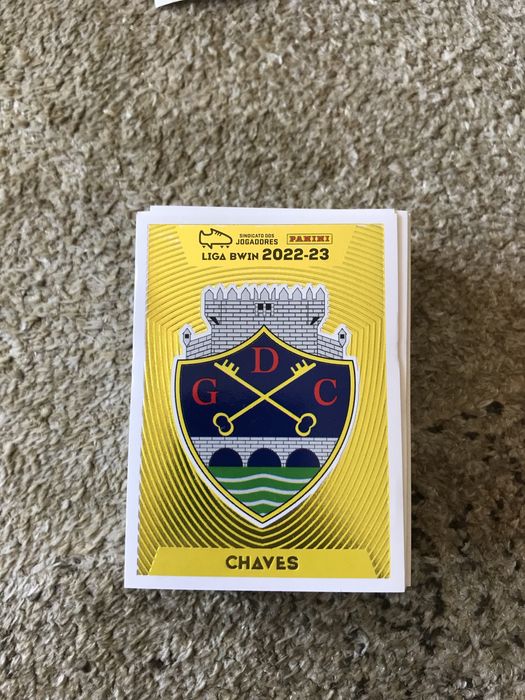 SINDICATO DOS
JOGADORES
PANINI
LIGA BWIN 2022-23
D
G C
CHAVES